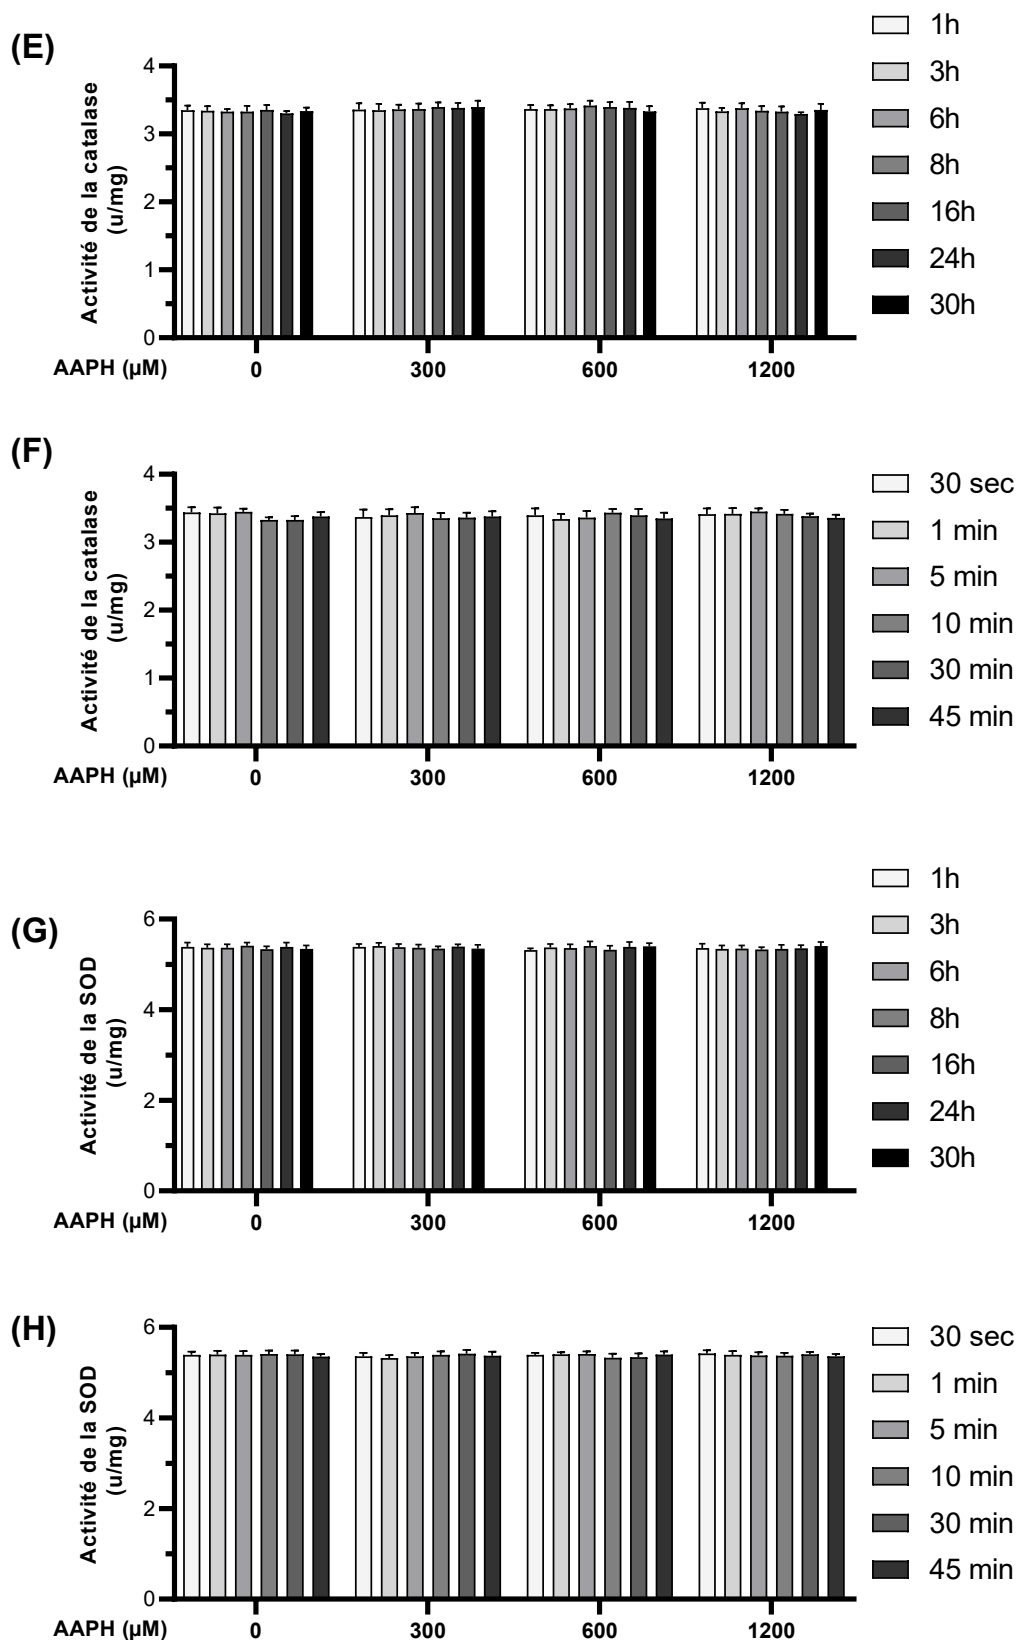 (E)
Activité de la catalase
(u/mg)
4
3
2
1
0
AAPH (µM)
0
300
600
1200
1h
3h
6h
8h
16h
24h
30h
(F)
Activité de la catalase
(u/mg)
4
3
2
1
0
AAPH (µM)
0
300
600
1200
30 sec
1 min
5 min
10 min
30 min
45 min
(G)
Activité de la SOD
(u/mg)
6
4
2
0
AAPH (µM)
0
300
600
1200
1h
3h
6h
8h
16h
24h
30h
(H)
Activité de la SOD
(u/mg)
6
4
2
0
AAPH (µM)
0
300
600
1200
30 sec
1 min
5 min
10 min
30 min
45 min